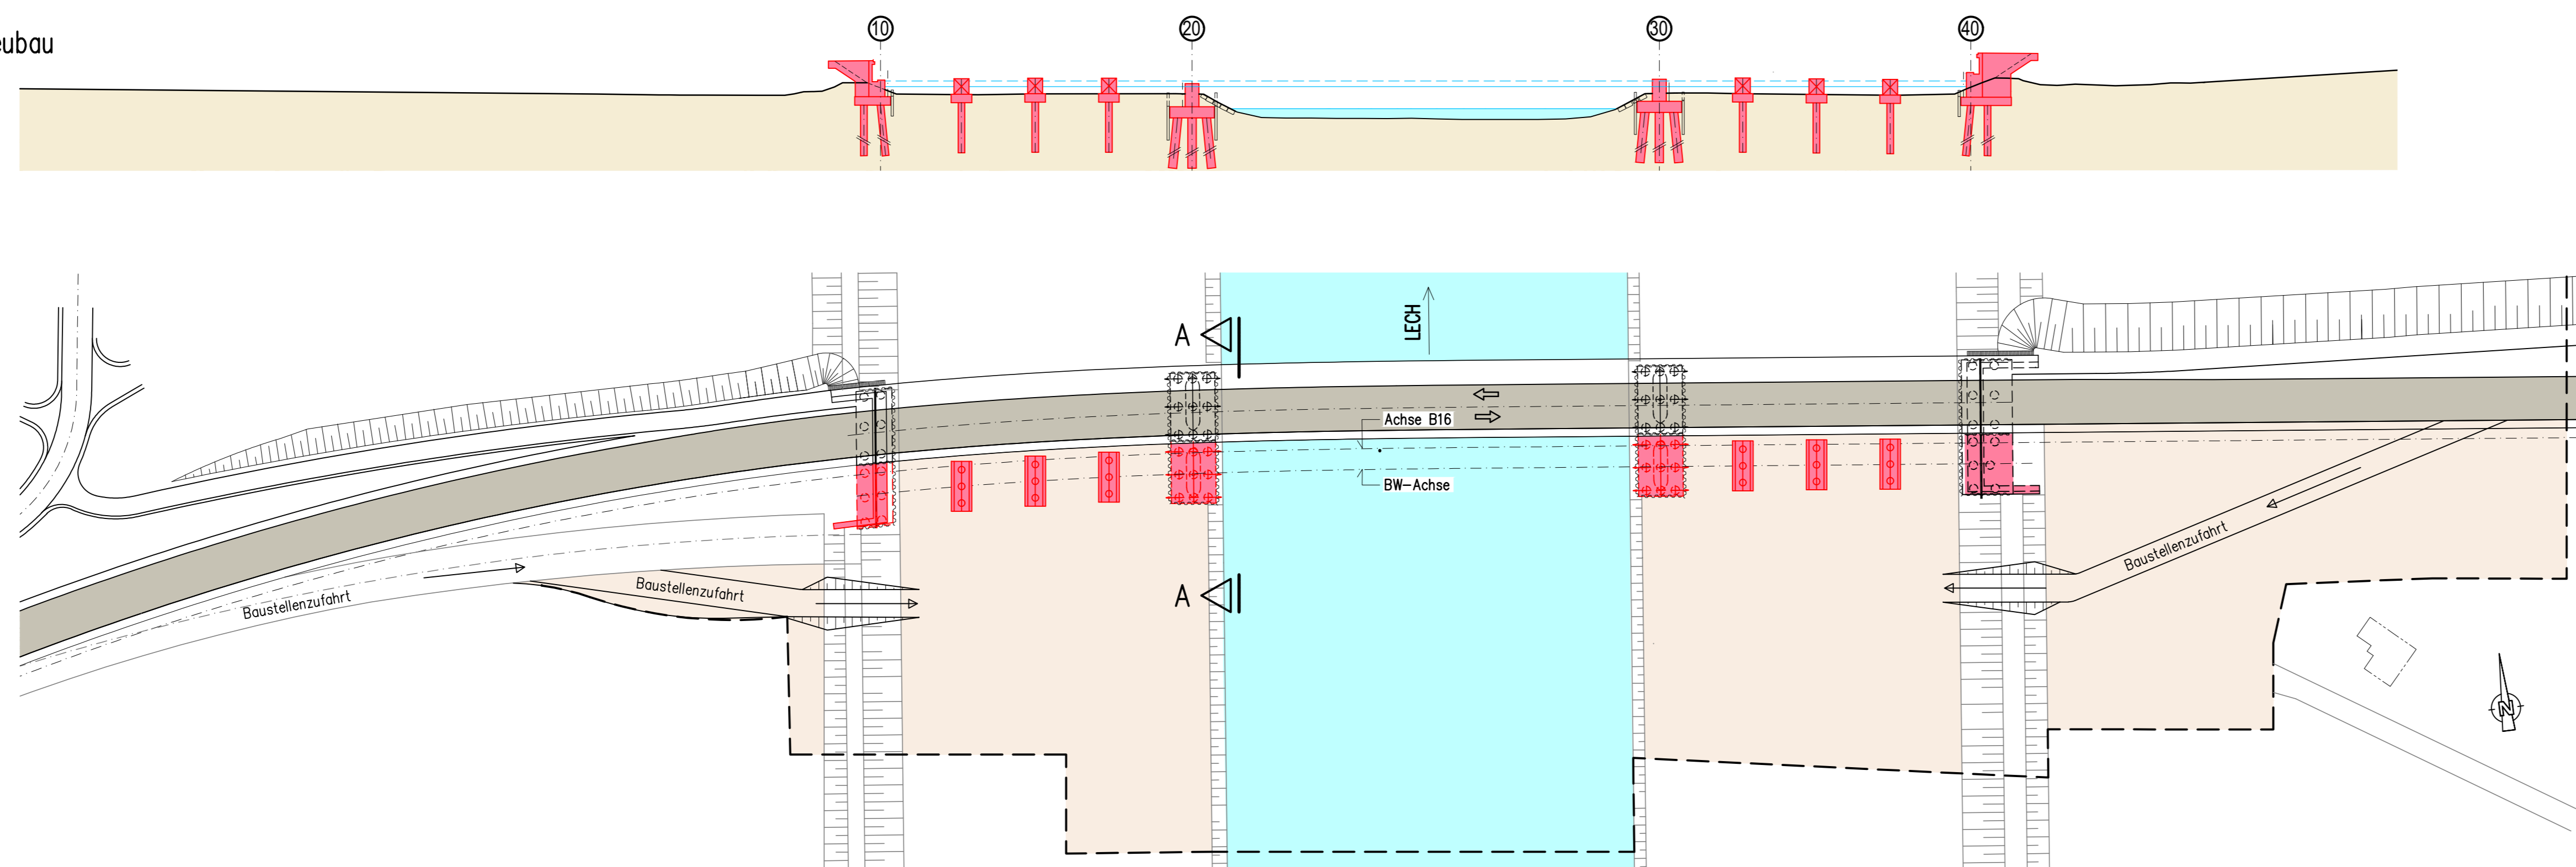 eubau
10
20
30
40
LECH
A
Achse B16
BW-Achse
Baustellenzufahrt
Baustellenzufahrt
Baustellenzufahrt
A
N